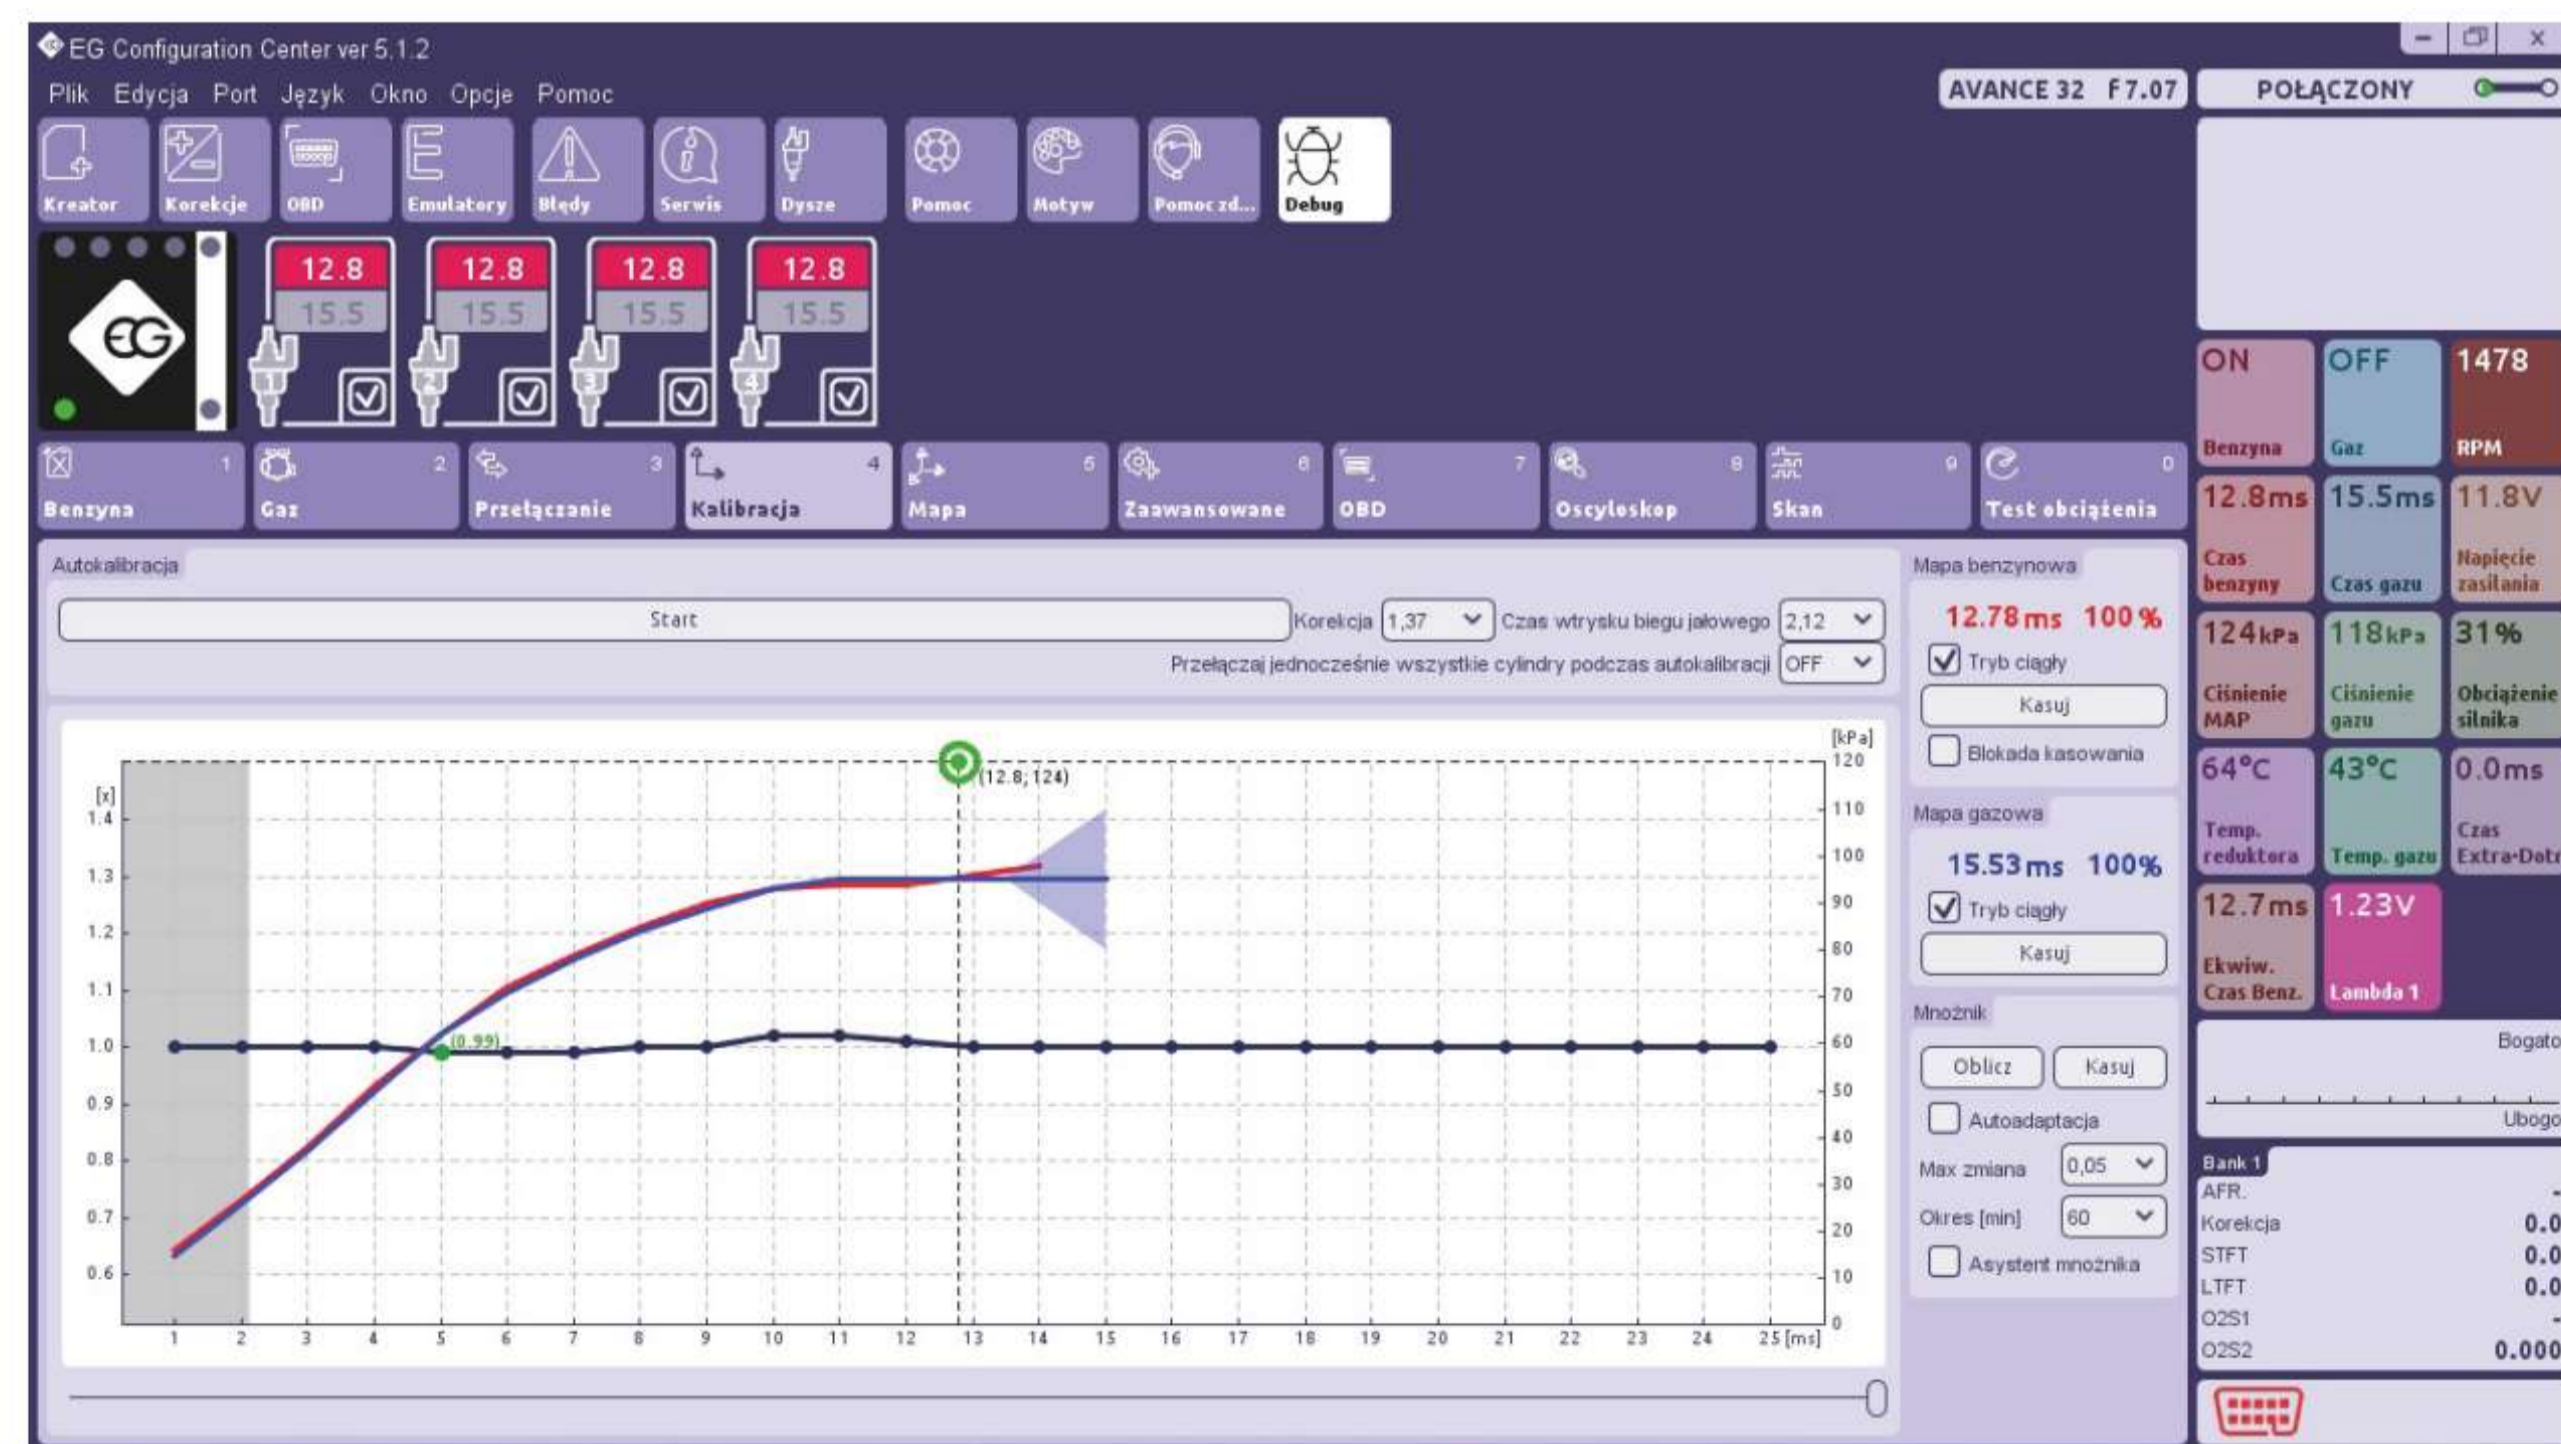 EG Configuration Center ver 5.1.2
Plik Edycja Port Język Okno Opcje Pomoc
AVANCE 32 f 7.07
POŁĄCZONY
Kreator Korekcje OBD Emulatory Błędy Serwis Dysze Pomoc Motyw Pomoc zd... Debug
EG
12.8 12.8 12.8 12.8
15.5 15.5 15.5 15.5
1 2 3 4
Benzyna 1
Gaz 2
Przełączanie 3
Kalibracja 4
Mapa 5
Zaawansowane 6
OBD 7
Oscyloskop 8
Skan 9
Test obciążenia 0
Autokalibracja
Start
Korekcja 1,37
Czas wtrysku biegu jałowego 2,12
Przełączaj jednocześnie wszystkie cylindry podczas autokalibracji OFF
[x]
1.4
1.3
1.2
1.1
1.0
0.9
0.8
0.7
0.6
(12.8; 124)
(0.99)
[kPa]
120
110
100
90
80
70
60
50
40
30
20
10
0
1 2 3 4 5 6 7 8 9 10 11 12 13 14 15 16 17 18 19 20 21 22 23 24 25 [ms]
Mapa benzynowa
12.78 ms 100 %
Tryb ciągły
Kasuj
Blokada kasowania
Mapa gazowa
15.53 ms 100%
Tryb ciągły
Kasuj
Mnożnik
Oblicz Kasuj
Autoadaptacja
Max zmiana 0,05
Okres [min] 60
Asystent mnożnika
ON
Benzyna
OFF
Gaz
1478
RPM
12.8ms
Czas
benzyny
15.5ms
Czas gazu
11.8V
Napięcie
zasilania
124 kPa
Ciśnienie
MAP
118 kPa
Ciśnienie
gazu
31%
Obciążenie
silnika
64°C
Temp.
reduktora
43°C
Temp. gazu
0.0ms
Czas
Extra-Dotr
12.7ms
Ekwiw.
Czas Benz.
1.23V
Lambda 1
Bogato
Ubogo
Bank 1
AFR. -
Korekcja 0.0
STFT 0.0
LTFT 0.0
O2S1 -
O2S2 0.000